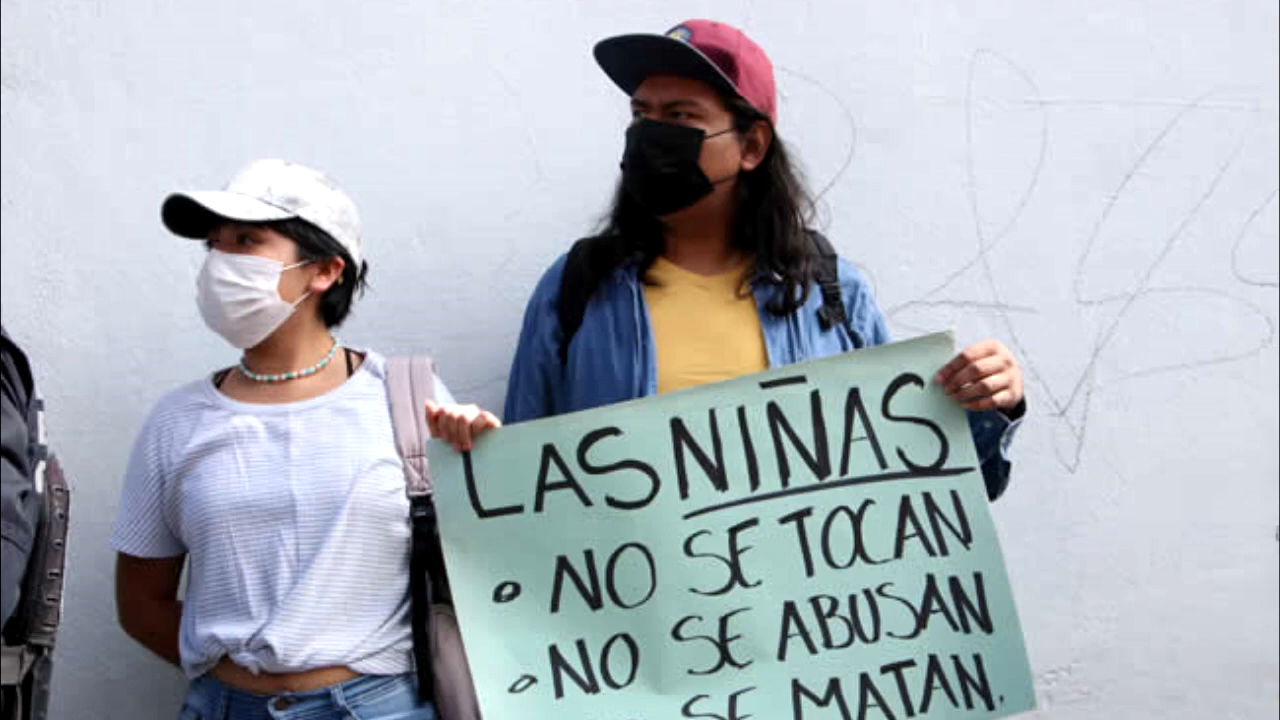 LAS NIÑAS
• NO SE TOCAN
• NO SE ABUSAN
SE MATAN.